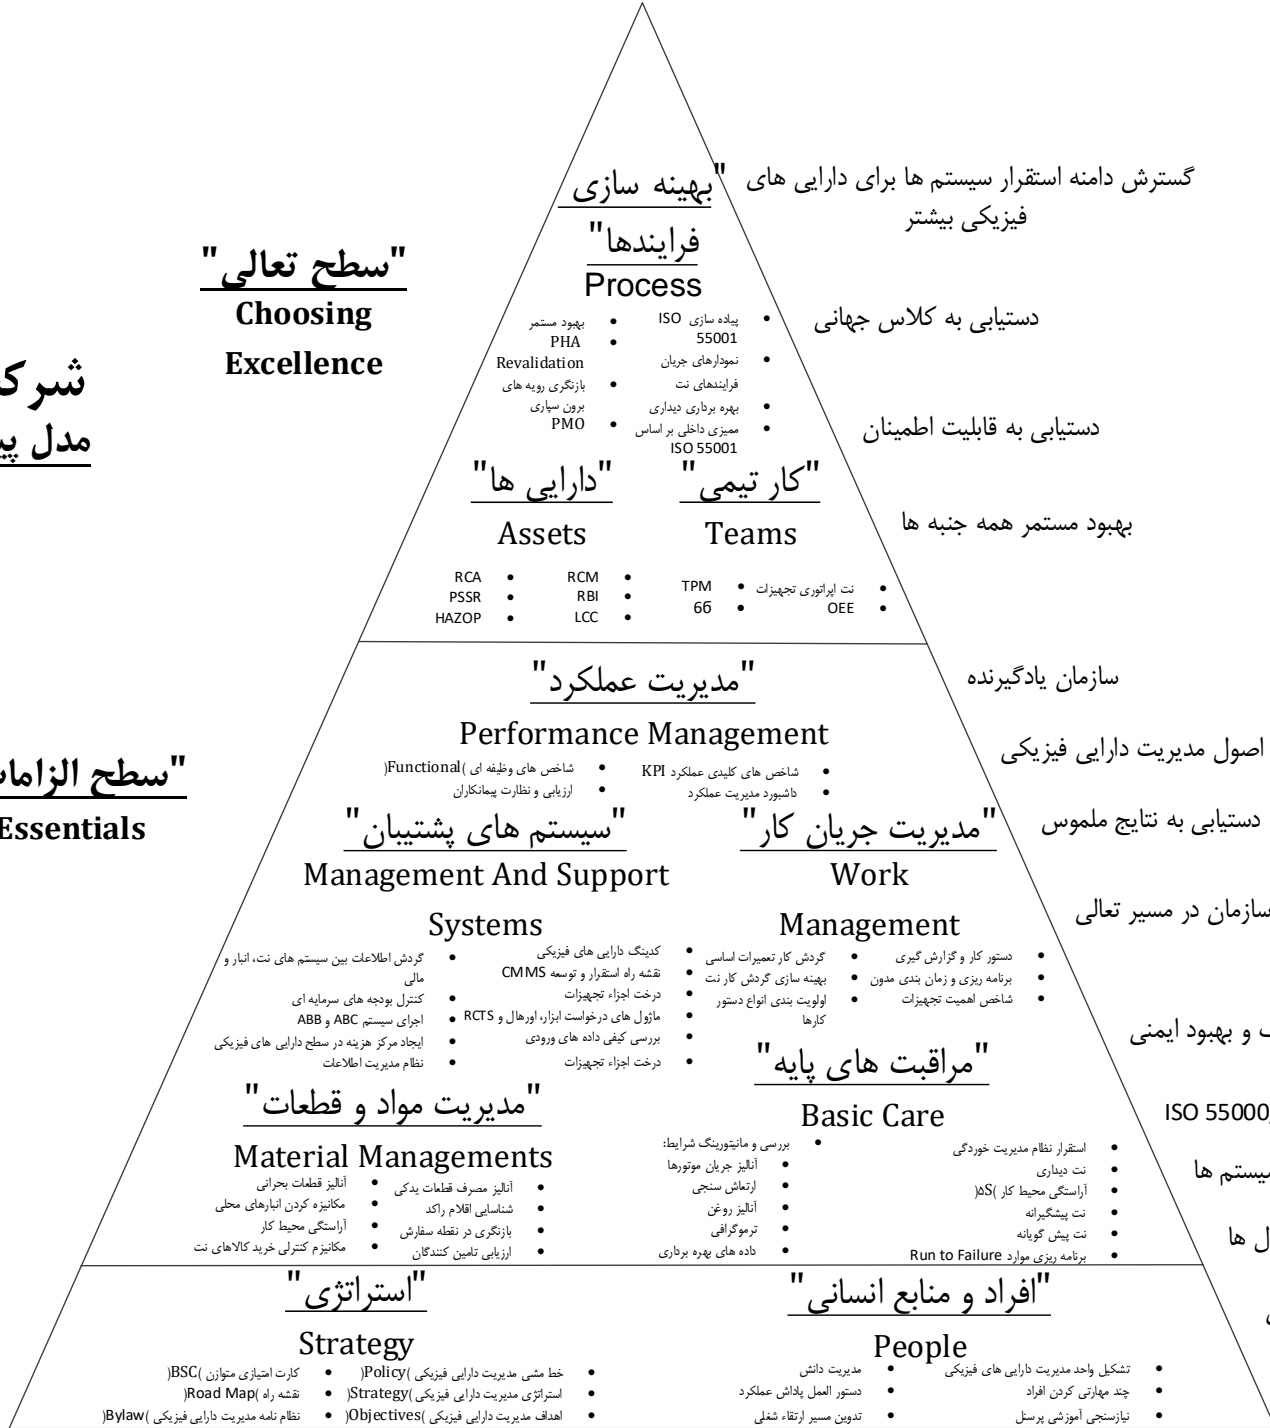 "بهینه سازی
فرایندها"
Process
پیاده سازی ISO
55001
نمودارهای جریان
فرایندهای نت
بهره برداری دیداری
ممیزی داخلی بر اساس
ISO 55001
بهبود مستمر
PHA
Revalidation
بازنگری رویه های
برون سپاری
PMO
گسترش دامنه استقرار سیستم ها برای دارایی های
فیزیکی بیشتر
"سطح تعالی"
Choosing
Excellence
دستیابی به کلاس جهانی
دستیابی به قابلیت اطمینان
"کار تیمی"
Teams
نت اپراتوری تجهیزات
OEE
TPM
6б
"دارایی ها"
Assets
RCM
RBI
LCC
RCA
PSSR
HAZOP
بهبود مستمر همه جنبه ها
سازمان یادگیرنده
"مدیریت عملکرد"
Performance Management
شاخص های کلیدی عملکرد KPI
داشبورد مدیریت عملکرد
شاخص های وظیفه ای )Functional(
ارزیابی و نظارت پیمانکاران
اصول مدیریت دارایی فیزیکی
دستیابی به نتایج ملموس
Essentials
"مدیریت جریان کار"
Work
Management
دستور کار و گزارش گیری
برنامه ریزی و زمان بندی مدون
شاخص اهمیت تجهیزات
گردش کار تعمیرات اساسی
بهینه سازی گردش کار نت
اولویت بندی انواع دستور
کارها
"سیستم های پشتیبان"
Management And Support
Systems
کدینگ دارایی های فیزیکی
نقشه راه استقرار و توسعه CMMS
درخت اجزاء تجهیزات
ماژول های درخواست ابزار، اورهال و RCTS
بررسی کیفی داده های ورودی
درخت اجزاء تجهیزات
گردش اطلاعات بین سیستم های نت، انبار و
مالی
کنترل بودجه های سرمایه ای
اجرای سیستم ABC و ABB
ایجاد مرکز هزینه در سطح دارایی های فیزیکی
نظام مدیریت اطلاعات
سازمان در مسیر تعالی
و بهبود ایمنی
ISO 55000
"مراقبت های پایه"
Basic Care
استقرار نظام مدیریت خوردگی
نت دیداری
آراستگی محیط کار )5S(
نت پیشگیرانه
نت پیش گویانه
برنامه ریزی موارد Run to Failure
بررسی و مانیتورینگ شرایط:
آنالیز جریان موتورها
ارتعاش سنجی
آنالیز روغن
ترموگرافی
داده های بهره برداری
"مدیریت مواد و قطعات"
Material Managements
آنالیز مصرف قطعات یدکی
شناسایی اقلام راکد
بازنگری در نقطه سفارش
ارزیابی تامین کنندگان
آنالیز قطعات بحرانی
مکانیزه کردن انبارهای محلی
آراستگی محیط کار
مکانیزم کنترلی خرید کالاهای نت
"افراد و منابع انسانی"
People
تشکیل واحد مدیریت دارایی های فیزیکی
چند مهارتی کردن افراد
نیازسنجی آموزشی پرسنل
مدیریت دانش
دستور العمل پاداش عملکرد
تدوین مسیر ارتقاء شغلی
"استراتژی"
Strategy
خط مشی مدیریت دارایی فیزیکی )Policy(
استراتژی مدیریت دارایی فیزیکی )Strategy(
اهداف مدیریت دارایی فیزیکی )Objectives(
کارت امتیازی متوازن )BSC(
نقشه راه )Road Map(
نظام نامه مدیریت دارایی فیزیکی )Bylaw(